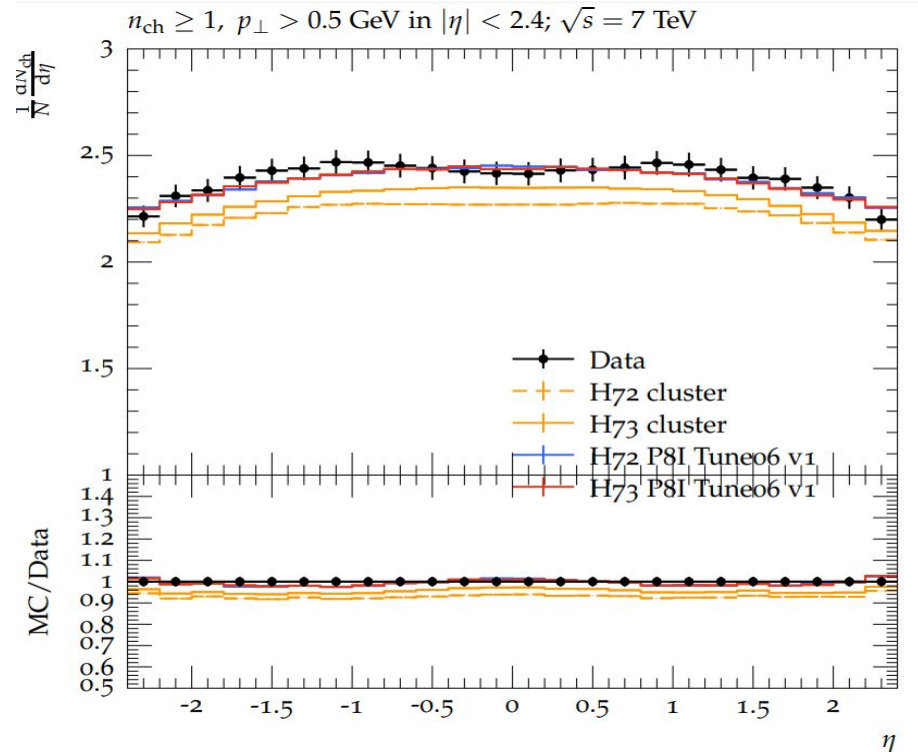 n_ch ≥ 1, p_⊥ > 0.5 GeV in |η| < 2.4; √s = 7 TeV
1/N dN_ch/dη
3
2.5
2
1.5
1
Data
H72 cluster
H73 cluster
H72 P8I Tune06 v1
H73 P8I Tune06 v1
MC/Data
1.4
1.3
1.2
1.1
1
0.9
0.8
0.7
0.6
0.5
-2 -1.5 -1 -0.5 0 0.5 1 1.5 2
η